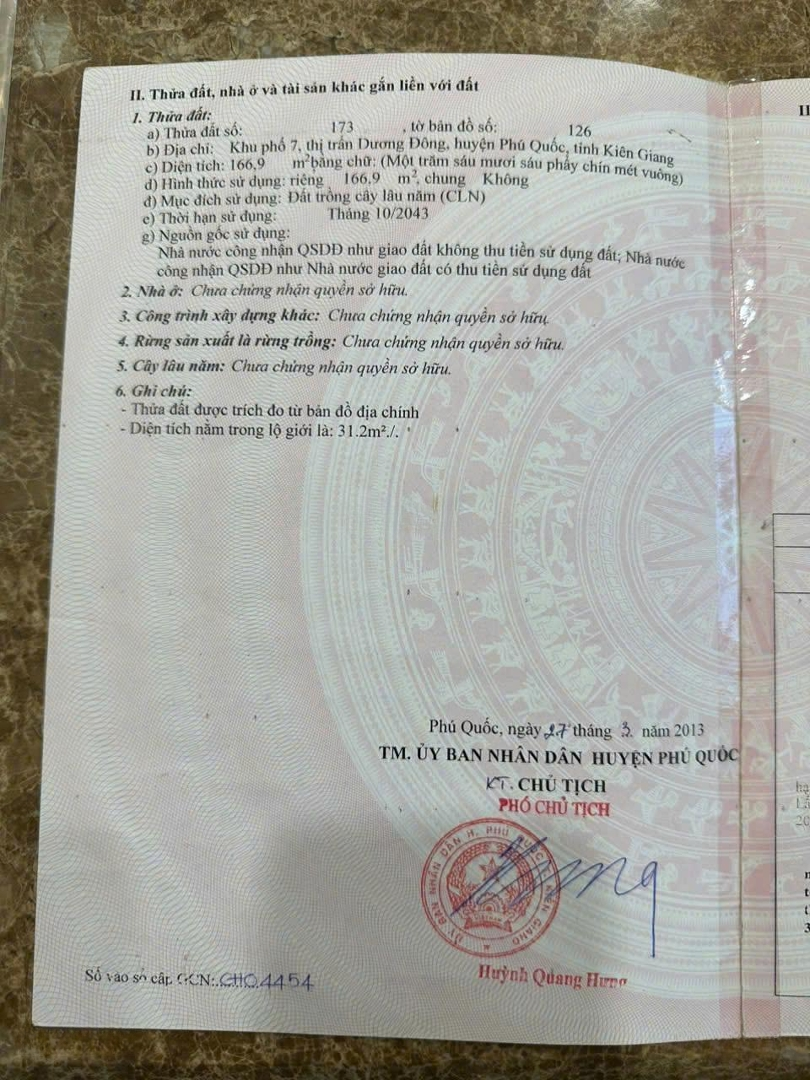 II. Thửa đất, nhà ở và tài sản khác gắn liền với đất
1. Thửa đất:
a) Thửa đất số: 173 , tờ bản đồ số: 126
b) Địa chỉ: Khu phố 7, thị trấn Dương Đông, huyện Phú Quốc, tỉnh Kiên Giang
c) Diện tích: 166,9 m² bằng chữ: (Một trăm sáu mươi sáu phẩy chín mét vuông)
d) Hình thức sử dụng: riêng 166,9 m², chung Không
đ) Mục đích sử dụng: Đất trồng cây lâu năm (CLN)
e) Thời hạn sử dụng: Tháng 10/2043
g) Nguồn gốc sử dụng:
Nhà nước công nhận QSDĐ như giao đất không thu tiền sử dụng đất; Nhà nước
công nhận QSDĐ như Nhà nước giao đất có thu tiền sử dụng đất
2. Nhà ở: Chưa chứng nhận quyền sở hữu.
3. Công trình xây dựng khác: Chưa chứng nhận quyền sở hữu.
4. Rừng sản xuất là rừng trồng: Chưa chứng nhận quyền sở hữu.
5. Cây lâu năm: Chưa chứng nhận quyền sở hữu.
6. Ghi chú:
- Thửa đất được trích đo từ bản đồ địa chính
- Diện tích nằm trong lộ giới là: 31.2m²./.
Phú Quốc, ngày 27 tháng 3 năm 2013
TM. ỦY BAN NHÂN DÂN HUYỆN PHÚ QUỐC
KT. CHỦ TỊCH
PHÓ CHỦ TỊCH
ỦY BAN NHÂN DÂN H. PHÚ QUỐC KIÊN GIANG
Huỳnh Quang Hưng
Số vào sổ cấp GCN: CH04454